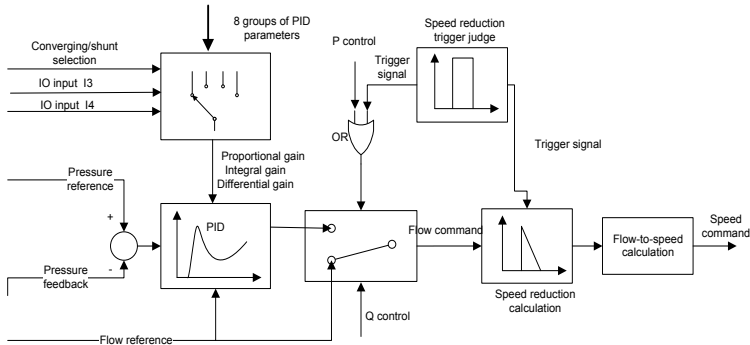 8 groups of PID
parameters
Speed reduction
trigger judge
P control
Converging/shunt
selection
Trigger
signal
IO input I3
IO input I4
OR
Trigger signal
Proportional gain
Integral gain
Differential gain
Pressure
reference
+
PID
Flow command
Speed
command
Flow-to-speed
calculation
-
Pressure
feedback
Speed reduction
calculation
Q control
Flow reference